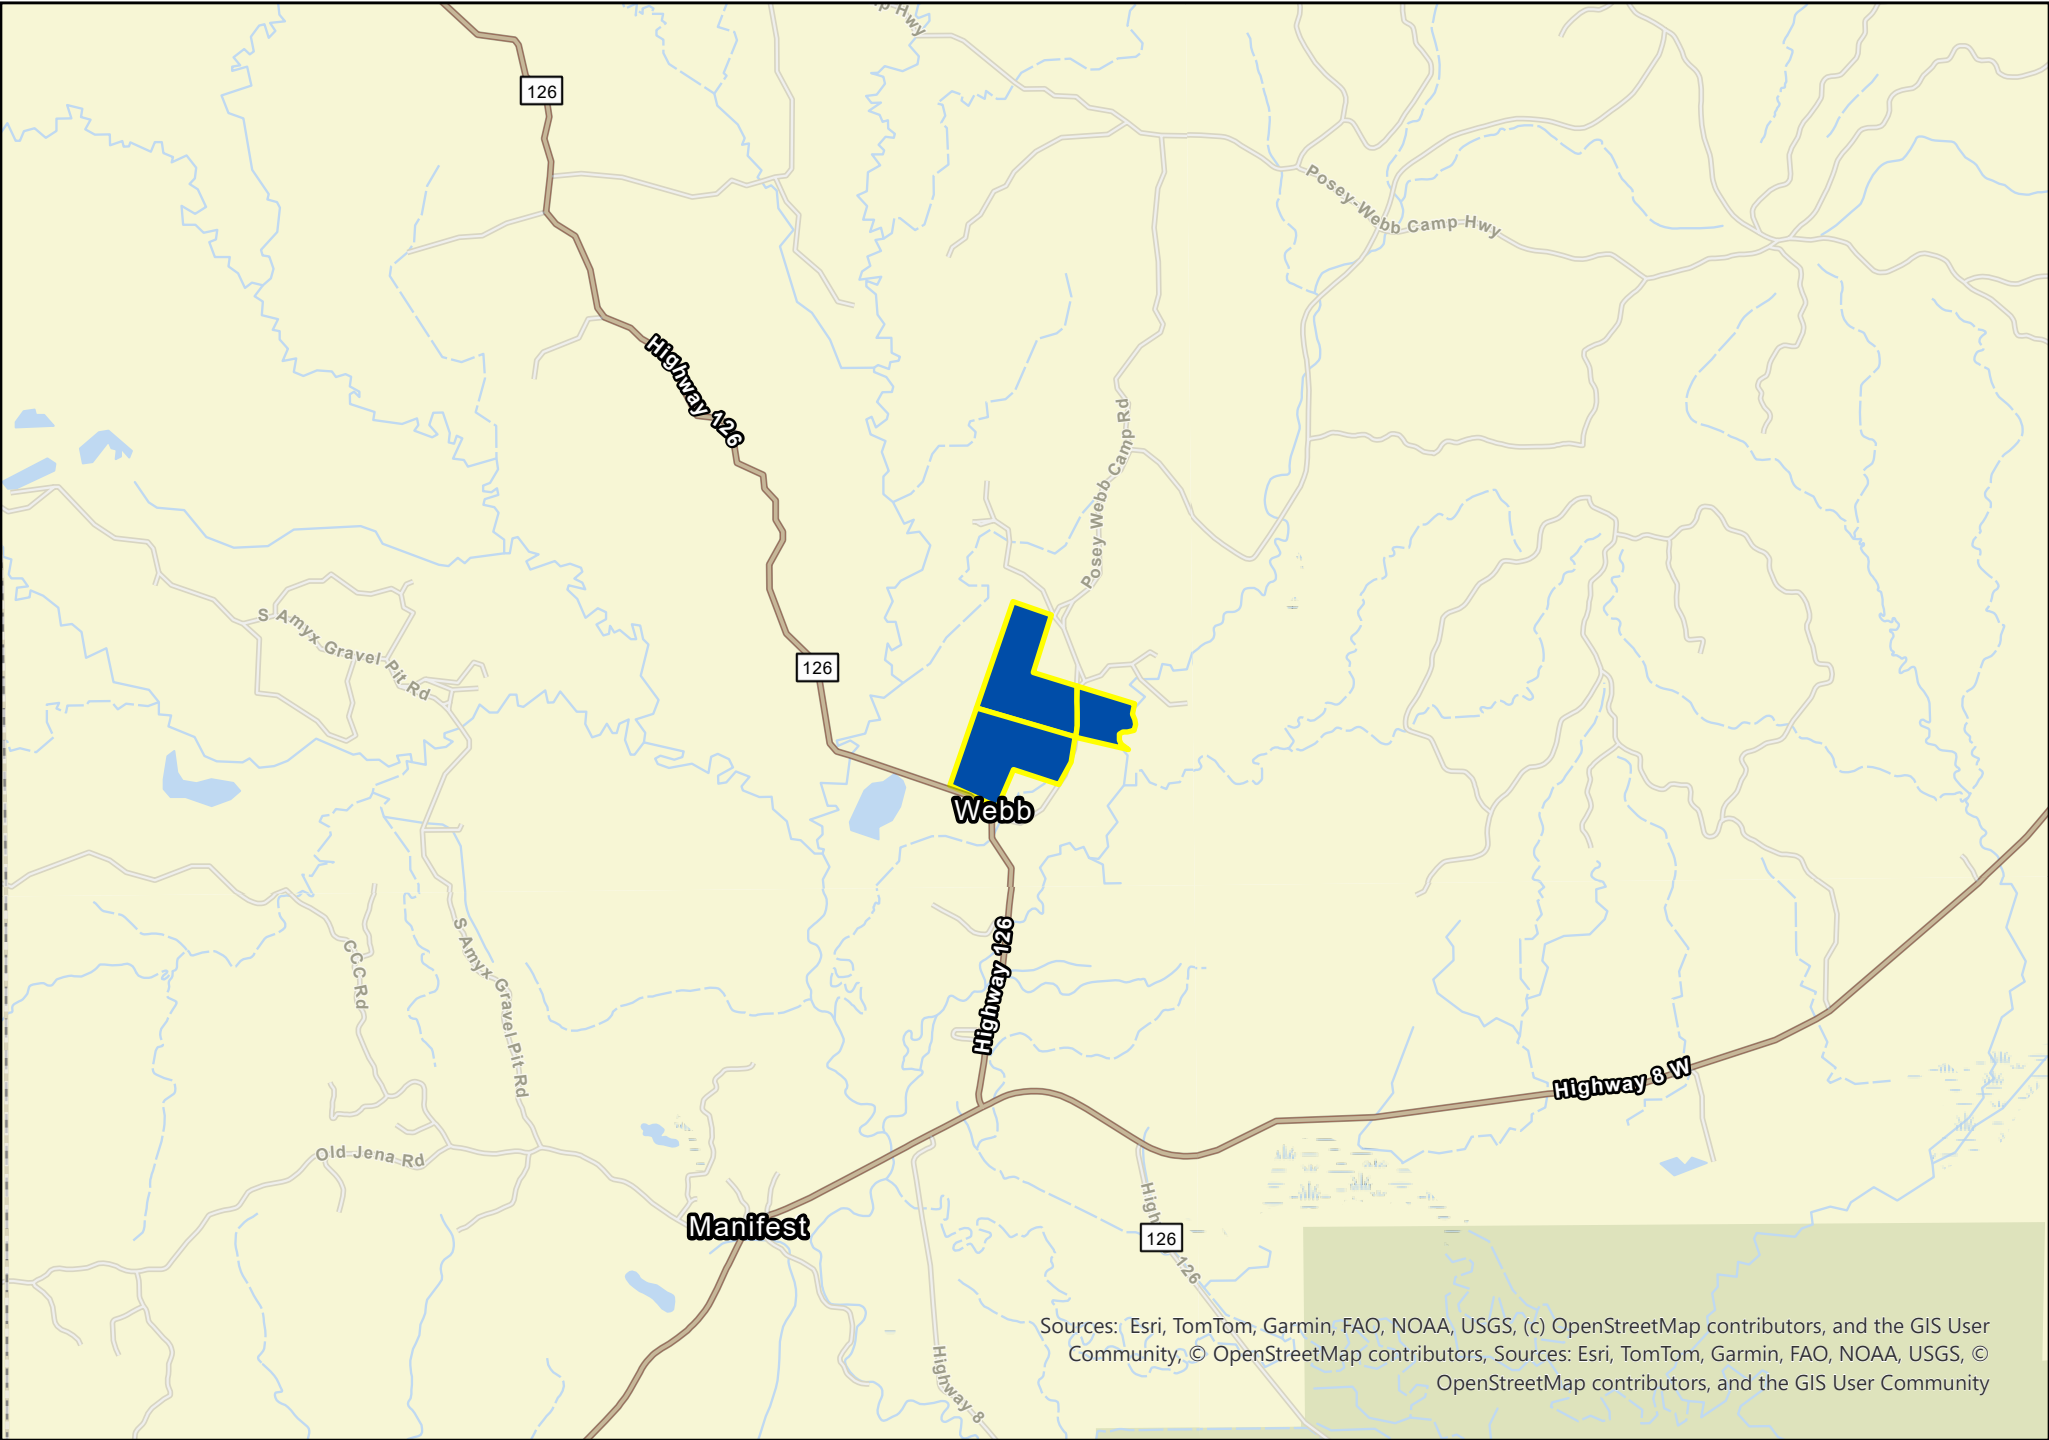 p Hwy
126
Posey-Webb Camp Hwy
Highway 126
Posey-Webb Camp Rd
S Amyx Gravel Pit Rd
126
Webb
Highway 126
S Amyx Gravel Pit Rd
CCC Rd
Highway 8 W
Old Jena Rd
Manifest
Highway 126
126
Highway 8
Sources: Esri, TomTom, Garmin, FAO, NOAA, USGS, (c) OpenStreetMap contributors, and the GIS User
Community, © OpenStreetMap contributors, Sources: Esri, TomTom, Garmin, FAO, NOAA, USGS, ©
OpenStreetMap contributors, and the GIS User Community